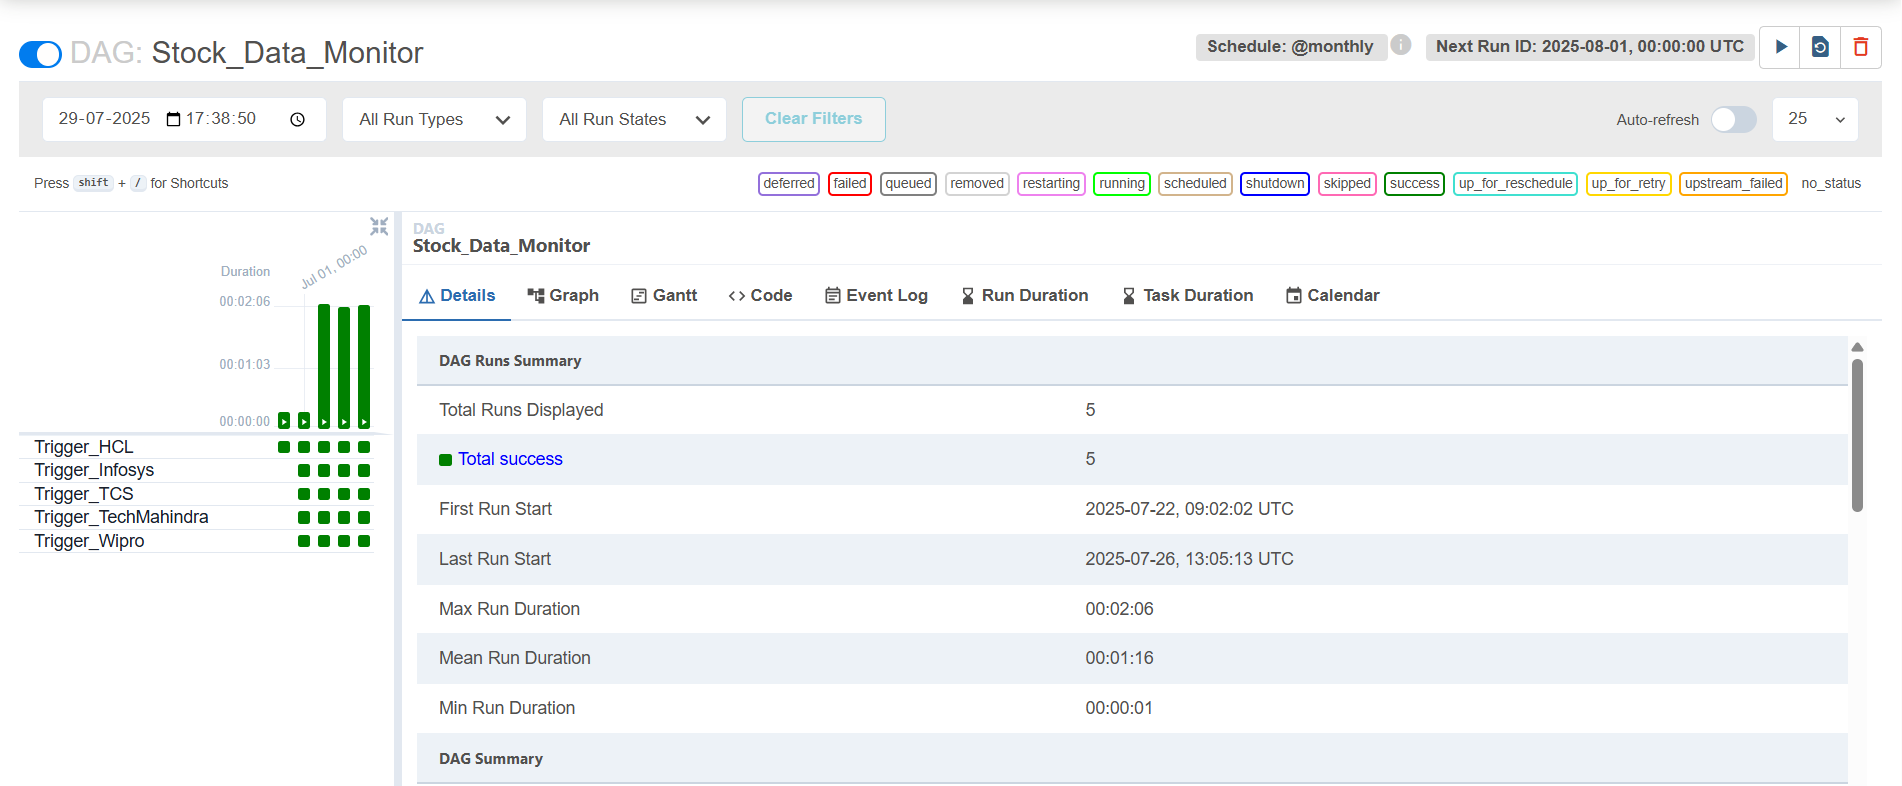 DAG: Stock_Data_Monitor
Schedule: @monthly
Next Run ID: 2025-08-01, 00:00:00 UTC
29-07-2025 17:38:50
All Run Types
All Run States
Clear Filters
Auto-refresh
25
Press shift + / for Shortcuts
deferred
failed
queued
removed
restarting
running
scheduled
shutdown
skipped
success
up_for_reschedule
up_for_retry
upstream_failed
no_status
Jul 01, 00:00
Duration
00:02:06
00:01:03
00:00:00
Trigger_HCL
Trigger_Infosys
Trigger_TCS
Trigger_TechMahindra
Trigger_Wipro
DAG
Stock_Data_Monitor
Details
Graph
Gantt
Code
Event Log
Run Duration
Task Duration
Calendar
DAG Runs Summary
Total Runs Displayed 5
Total success 5
First Run Start 2025-07-22, 09:02:02 UTC
Last Run Start 2025-07-26, 13:05:13 UTC
Max Run Duration 00:02:06
Mean Run Duration 00:01:16
Min Run Duration 00:00:01
DAG Summary